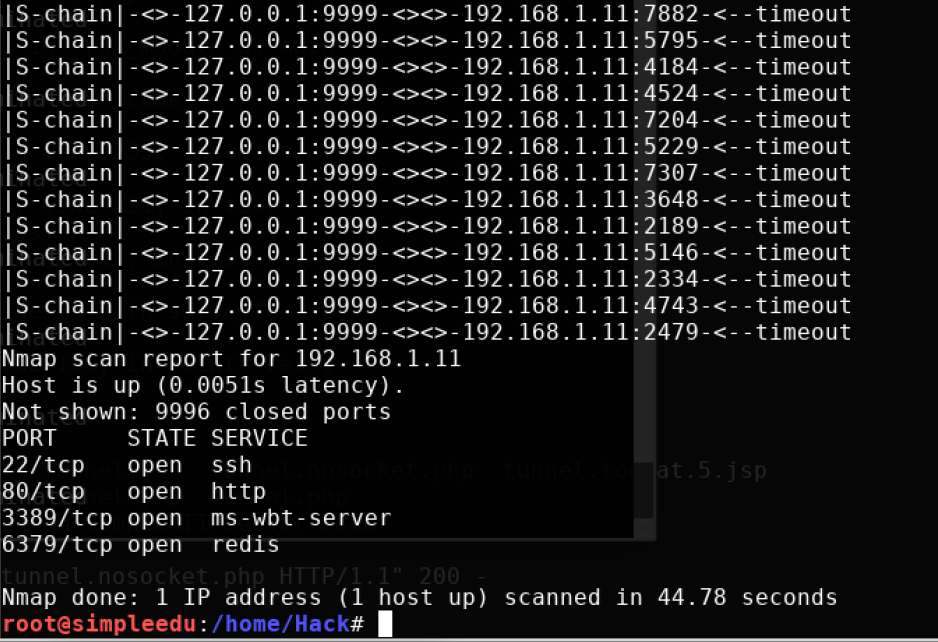 |S-chain|-<>-127.0.0.1:9999-<><>-192.168.1.11:7882-<--timeout
|S-chain|-<>-127.0.0.1:9999-<><>-192.168.1.11:5795-<--timeout
|S-chain|-<>-127.0.0.1:9999-<><>-192.168.1.11:4184-<--timeout
|S-chain|-<>-127.0.0.1:9999-<><>-192.168.1.11:4524-<--timeout
|S-chain|-<>-127.0.0.1:9999-<><>-192.168.1.11:7204-<--timeout
|S-chain|-<>-127.0.0.1:9999-<><>-192.168.1.11:5229-<--timeout
|S-chain|-<>-127.0.0.1:9999-<><>-192.168.1.11:7307-<--timeout
|S-chain|-<>-127.0.0.1:9999-<><>-192.168.1.11:3648-<--timeout
|S-chain|-<>-127.0.0.1:9999-<><>-192.168.1.11:2189-<--timeout
|S-chain|-<>-127.0.0.1:9999-<><>-192.168.1.11:5146-<--timeout
|S-chain|-<>-127.0.0.1:9999-<><>-192.168.1.11:2334-<--timeout
|S-chain|-<>-127.0.0.1:9999-<><>-192.168.1.11:4743-<--timeout
|S-chain|-<>-127.0.0.1:9999-<><>-192.168.1.11:2479-<--timeout
Nmap scan report for 192.168.1.11
Host is up (0.0051s latency).
Not shown: 9996 closed ports
PORT     STATE SERVICE
22/tcp   open  ssh
80/tcp   open  http
3389/tcp open  ms-wbt-server
6379/tcp open  redis
tunnel.nosocket.php HTTP/1.1" 200 -
Nmap done: 1 IP address (1 host up) scanned in 44.78 seconds
root@simpleedu:/home/Hack#